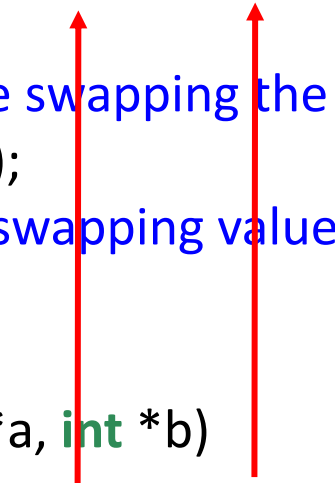 e swapping the
);
swapping value
*a, int *b)